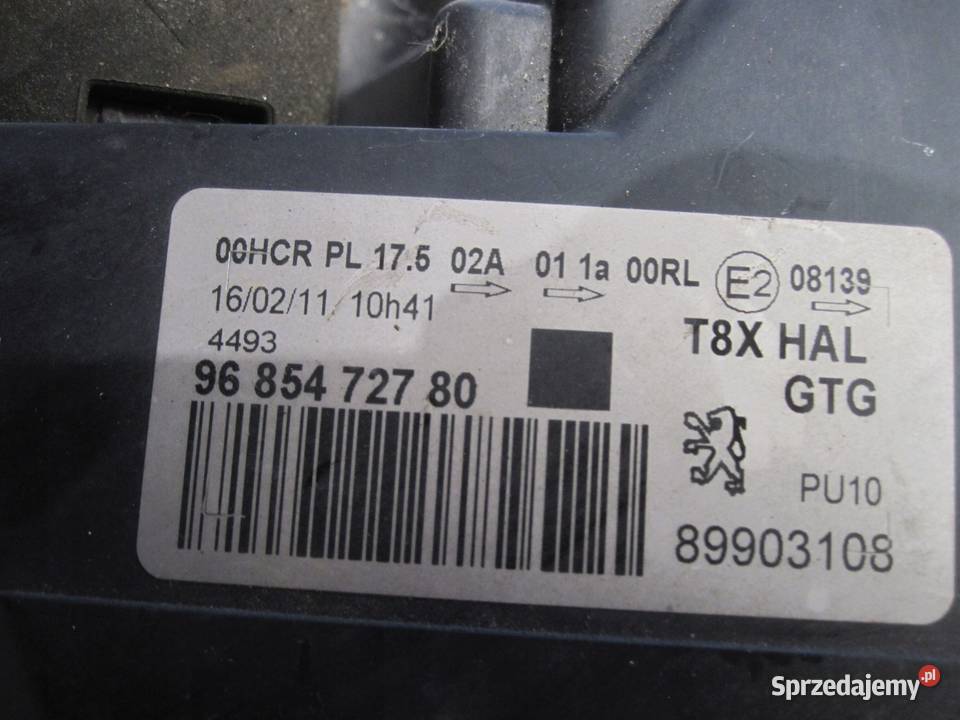 00HCR PL 17.5 02A 01 1a 00RL E2 08139
16/02/11 10h41
T8X HAL
4493
96 854 727 80
GTG
PU10
89903108
Sprzedajemy.pl